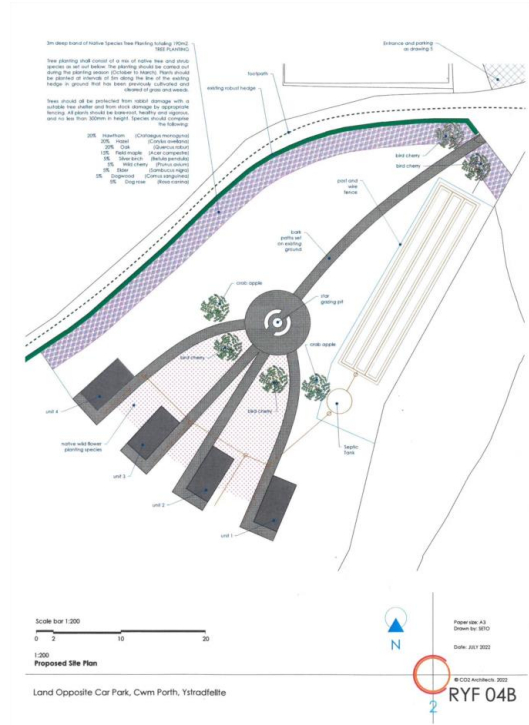 3m deep band of Native Species Tree Planting totaling 190m2
TREE PLANTING
Tree planting shall consist of a mix of native tree and shrub
species as set out below. The planting should be carried out
during the planting season (October to March). Plants should
be planted at intervals of 5m along the line of the existing
hedge in ground that has been previously cultivated and
cleared of grass and weeds.
Trees should all be protected from rabbit damage with a
suitable tree shelter and from stock damage by appropriate
fencing. All plants should be bare-root, healthy and vigorous,
and no less than 300mm in height. Species should comprise
the following:
20% Hawthorn (Crataegus monogyna)
20% Hazel (Corylus avellana)
20% Oak (Quercus robur)
15% Field maple (Acer campestre)
5% Silver birch (Betula pendula)
5% Wild cherry (Prunus avium)
5% Elder (Sambucus nigra)
5% Dogwood (Cornus sanguinea)
5% Dog rose (Rosa canina)
Entrance and parking
as drawing 5
footpath
existing robust hedge
bird cherry
bird cherry
post and
wire
fence
bark
paths set
on existing
ground
crab apple
star
gazing pit
crab apple
bird cherry
bird cherry
unit 4
native wild flower
planting species
unit 3
unit 2
unit 1
Septic
Tank
Scale bar 1:200
0 2 10 20
1:200
Proposed Site Plan
N
Paper size: A3
Drawn by: SETO
Date: JULY 2022
© CO2 Architects. 2022
Land Opposite Car Park, Cwm Porth, Ystradfellte
RYF 04B
2